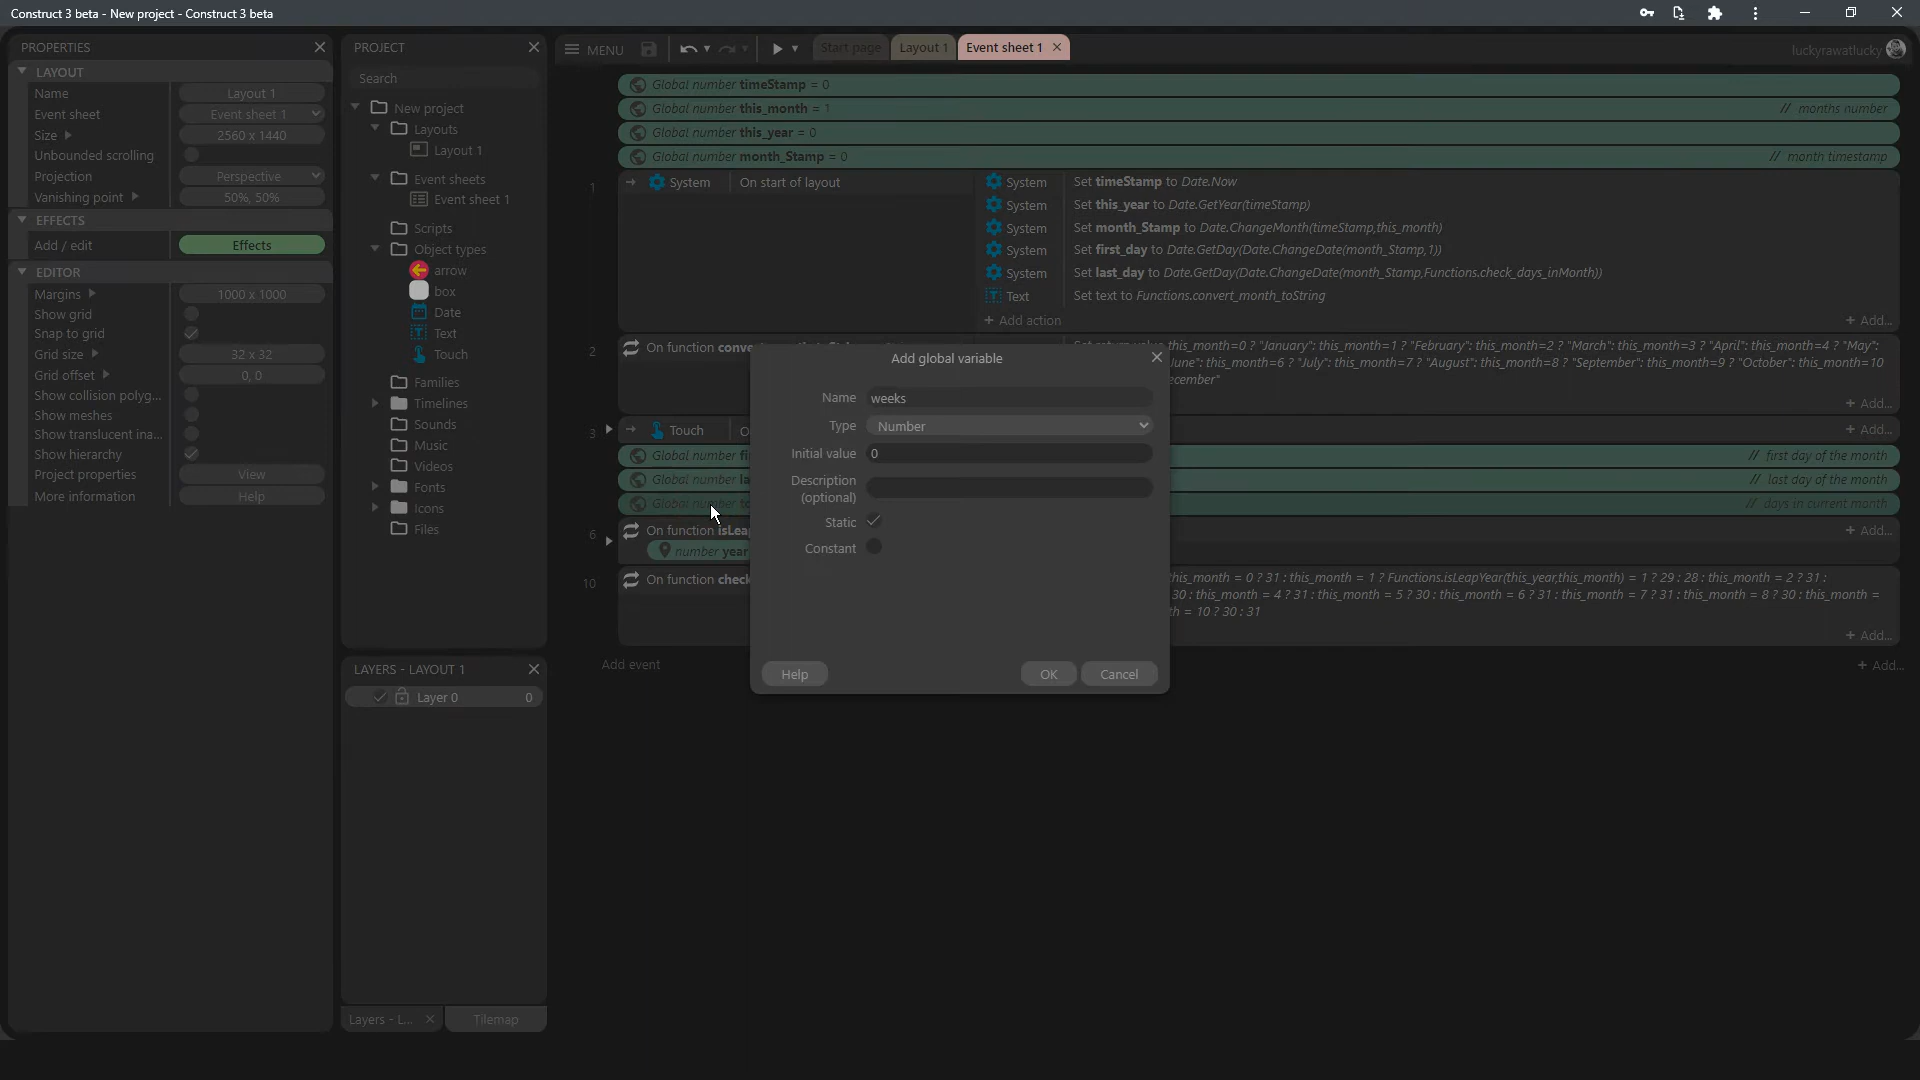 Construct 3 beta - New project - Construct 3 beta
PROPERTIES
LAYOUT
Name Layout 1
Event sheet Event sheet 1
Size 2560 x 1440
Unbounded scrolling
Projection Perspective
Vanishing point 50%, 50%
EFFECTS
Add / edit Effects
EDITOR
Margins 1000 x 1000
Show grid
Snap to grid
Grid size 32 x 32
Grid offset 0, 0
Show collision polyg...
Show meshes
Show translucent ina...
Show hierarchy
Project properties View
More information Help
PROJECT
Search
New project
Layouts
Layout 1
Event sheets
Event sheet 1
Scripts
Object types
arrow
box
Date
Text
Touch
Families
Timelines
Sounds
Music
Videos
Fonts
Icons
Files
LAYERS - LAYOUT 1
Layer 0 0
Layers - L... Tilemap
MENU Start page Layout 1 Event sheet 1 luckyrawatlucky
Global number timeStamp = 0
Global number this_month = 1 // months number
Global number this_year = 0
Global number month_Stamp = 0 // month timestamp
1 System On start of layout System Set timeStamp to Date.Now
System Set this_year to Date.GetYear(timeStamp)
System Set month_Stamp to Date.ChangeMonth(timeStamp,this_month)
System Set first_day to Date.GetDay(Date.ChangeDate(month_Stamp,1))
System Set last_day to Date.GetDay(Date.ChangeDate(month_Stamp,Functions.check_days_inMonth))
Text Set text to Functions.convert_month_toString
+ Add action + Add...
2 On function this_month=0 ? "January": this_month=1 ? "February": this_month=2 ? "March": this_month=3 ? "April": this_month=4 ? "May":
this_month=6 ? "July": this_month=7 ? "August": this_month=8 ? "September": this_month=9 ? "October": this_month=10
+ Add...
3 Touch + Add...
Global number // first day of the month
Global number // last day of the month
Global number // days in current month
6 On function isLea + Add...
number year
10 On function check this_month = 0 ? 31 : this_month = 1 ? Functions.isLeapYear(this_year,this_month) = 1 ? 29 : 28 : this_month = 2 ? 31 :
30 : this_month = 4 ? 31 : this_month = 5 ? 30 : this_month = 6 ? 31 : this_month = 7 ? 31 : this_month = 8 ? 30 : this_month =
= 10 ? 30 : 31
+ Add...
Add event + Add...
Add global variable
Name weeks
Type Number
Initial value 0
Description
(optional)
Static
Constant
Help OK Cancel